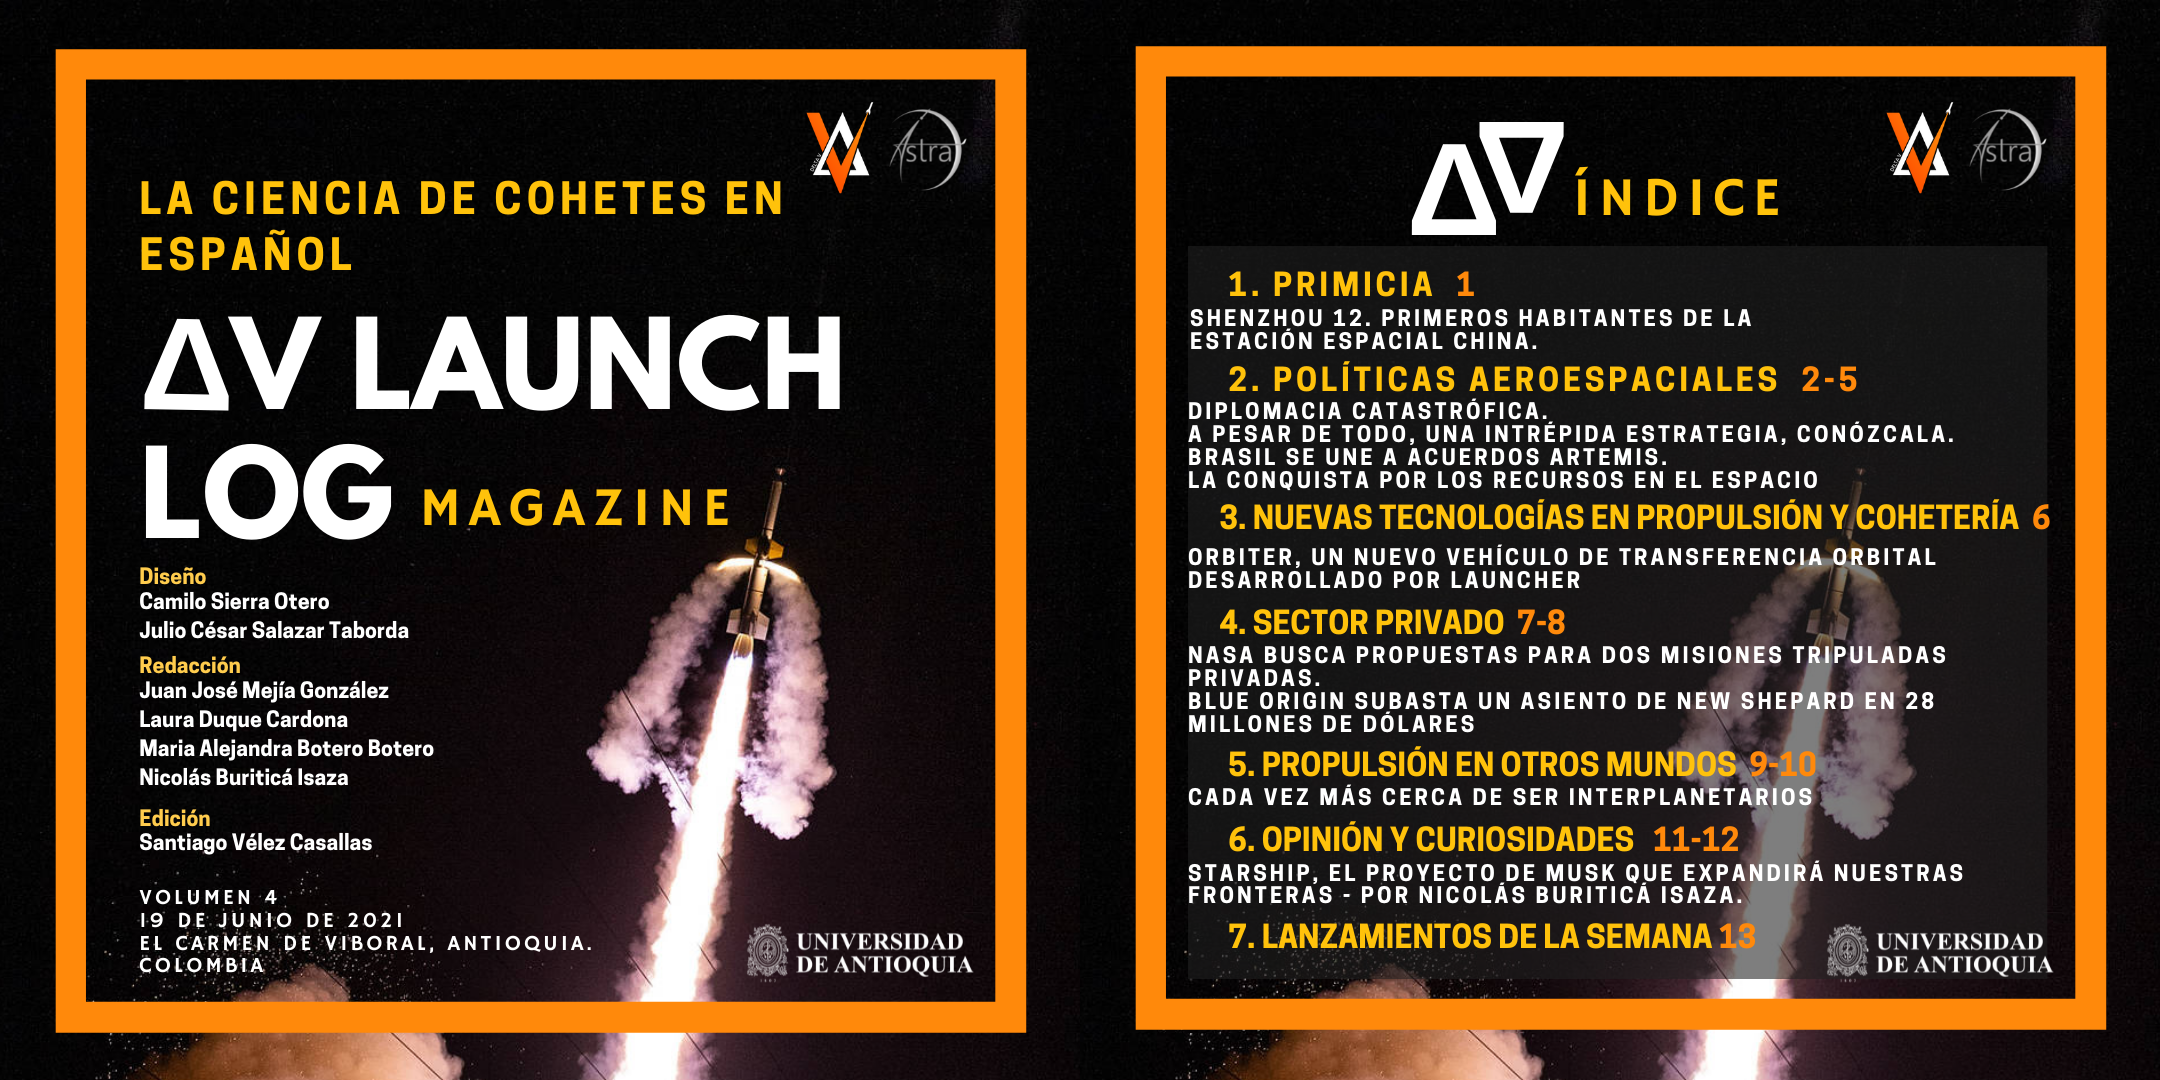 LA CIENCIA DE COHETES EN
ESPAÑOL
ΔV LAUNCH
LOG MAGAZINE
Diseño
Camilo Sierra Otero
Julio César Salazar Taborda
Redacción
Juan José Mejía González
Laura Duque Cardona
Maria Alejandra Botero Botero
Nicolás Buriticá Isaza
Edición
Santiago Vélez Casallas
VOLUMEN 4
19 DE JUNIO DE 2021
EL CARMEN DE VIBORAL, ANTIOQUIA.
COLOMBIA
Astra
UNIVERSIDAD
DE ANTIOQUIA
ΔV ÍNDICE
Astra
1. PRIMICIA 1
SHENZHOU 12. PRIMEROS HABITANTES DE LA
ESTACIÓN ESPACIAL CHINA.
2. POLÍTICAS AEROESPACIALES 2-5
DIPLOMACIA CATASTRÓFICA.
A PESAR DE TODO, UNA INTRÉPIDA ESTRATEGIA, CONÓZCALA.
BRASIL SE UNE A ACUERDOS ARTEMIS.
LA CONQUISTA POR LOS RECURSOS EN EL ESPACIO
3. NUEVAS TECNOLOGÍAS EN PROPULSIÓN Y COHETERÍA 6
ORBITER, UN NUEVO VEHÍCULO DE TRANSFERENCIA ORBITAL
DESARROLLADO POR LAUNCHER
4. SECTOR PRIVADO 7-8
NASA BUSCA PROPUESTAS PARA DOS MISIONES TRIPULADAS
PRIVADAS.
BLUE ORIGIN SUBASTA UN ASIENTO DE NEW SHEPARD EN 28
MILLONES DE DÓLARES
5. PROPULSIÓN EN OTROS MUNDOS 9-10
CADA VEZ MÁS CERCA DE SER INTERPLANETARIOS
6. OPINIÓN Y CURIOSIDADES 11-12
STARSHIP, EL PROYECTO DE MUSK QUE EXPANDIRÁ NUESTRAS
FRONTERAS - POR NICOLÁS BURITICÁ ISAZA.
7. LANZAMIENTOS DE LA SEMANA 13
UNIVERSIDAD
DE ANTIOQUIA